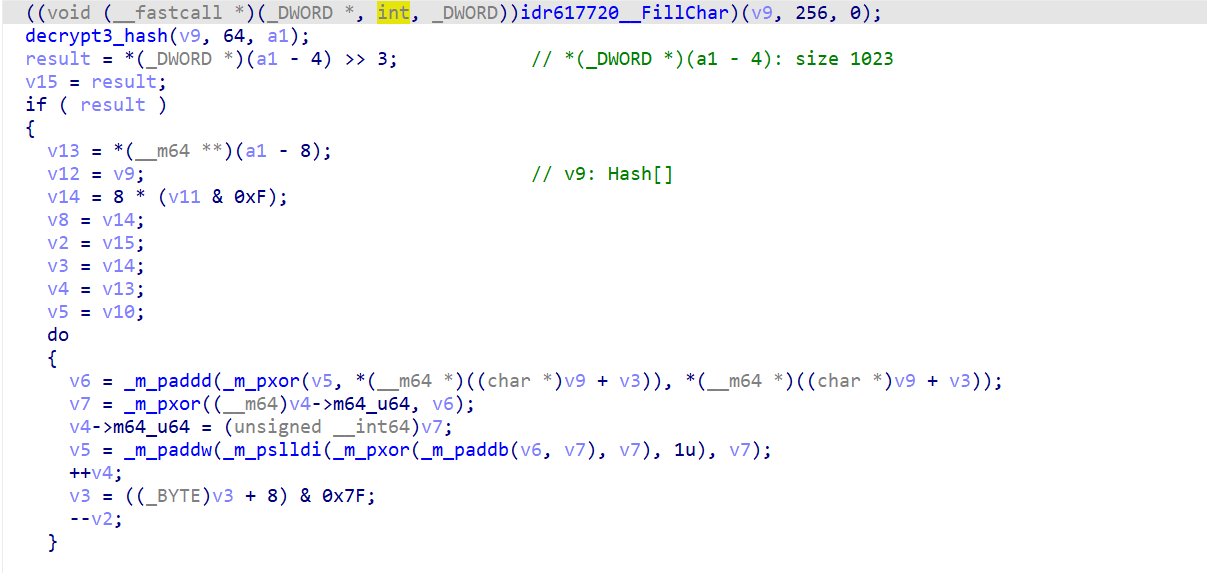 ((void (__fastcall *)(_DWORD *, int, _DWORD))idr617720__FillChar)(v9, 256, 0);
decrypt3_hash(v9, 64, a1);
result = *(_DWORD *)(a1 - 4) >> 3;            // *(_DWORD *)(a1 - 4): size 1023
v15 = result;
if ( result )
{
  v13 = *(__m64 **)(a1 - 8);
  v12 = v9;                                   // v9: Hash[]
  v14 = 8 * (v11 & 0xF);
  v8 = v14;
  v2 = v15;
  v3 = v14;
  v4 = v13;
  v5 = v10;
  do
  {
    v6 = _m_paddd(_m_pxor(v5, *(__m64 *)((char *)v9 + v3)), *(__m64 *)((char *)v9 + v3));
    v7 = _m_pxor((__m64)v4->m64_u64, v6);
    v4->m64_u64 = (unsigned __int64)v7;
    v5 = _m_paddw(_m_pslldi(_m_pxor(_m_paddb(v6, v7), v7), 1u), v7);
    ++v4;
    v3 = ((_BYTE)v3 + 8) & 0x7F;
    --v2;
  }